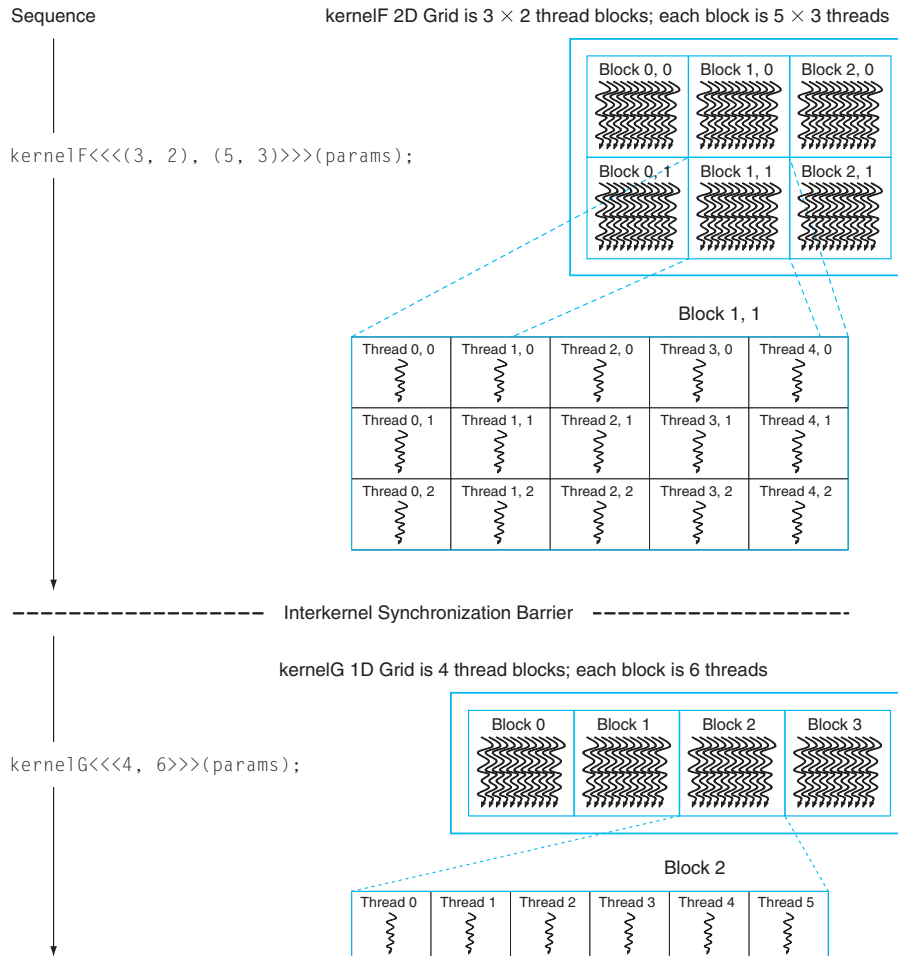 Sequence
kernelF 2D Grid is 3 × 2 thread blocks; each block is 5 × 3 threads
Block 0, 0
Block 1, 0
Block 2, 0
kernelF<<<(3, 2), (5, 3)>>>(params);
Block 0, 1
Block 1, 1
Block 2, 1
Block 1, 1
Thread 0, 0
Thread 1, 0
Thread 2, 0
Thread 3, 0
Thread 4, 0
Thread 0, 1
Thread 1, 1
Thread 2, 1
Thread 3, 1
Thread 4, 1
Thread 0, 2
Thread 1, 2
Thread 2, 2
Thread 3, 2
Thread 4, 2
Interkernel Synchronization Barrier
kernelG 1D Grid is 4 thread blocks; each block is 6 threads
Block 0
Block 1
Block 2
Block 3
kernelG<<<4, 6>>>(params);
Block 2
Thread 0
Thread 1
Thread 2
Thread 3
Thread 4
Thread 5